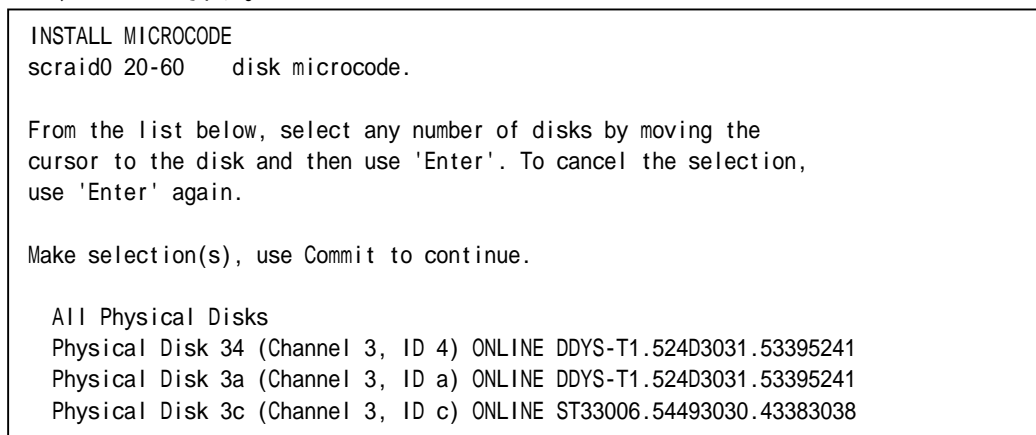 INSTALL MICROCODE
scraid0 20-60 disk microcode.
From the list below, select any number of disks by moving the
cursor to the disk and then use 'Enter'. To cancel the selection,
use 'Enter' again.
Make selection(s), use Commit to continue.
All Physical Disks
Physical Disk 34 (Channel 3, ID 4) ONLINE DDYS-T1.524D3031.53395241
Physical Disk 3a (Channel 3, ID a) ONLINE DDYS-T1.524D3031.53395241
Physical Disk 3c (Channel 3, ID c) ONLINE ST33006.54493030.43383038